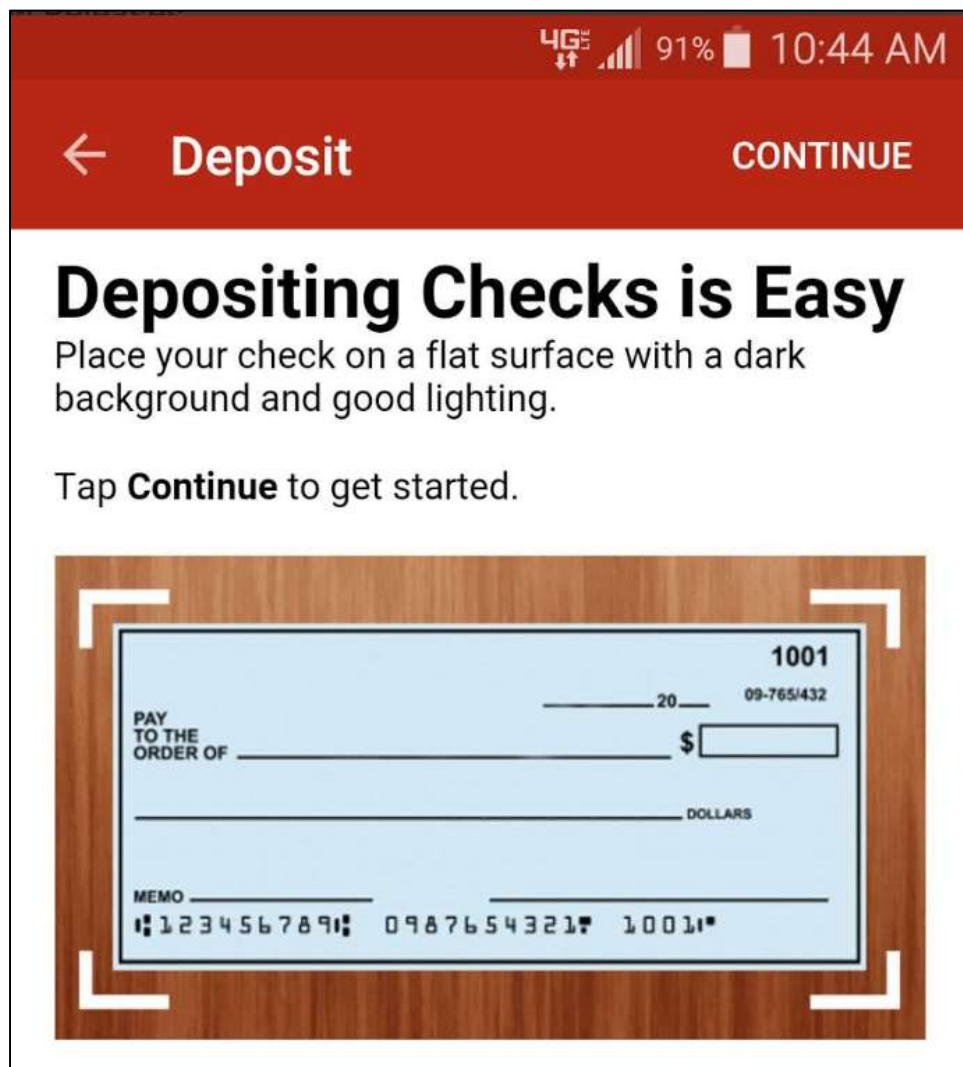 4G LTE 91% 10:44 AM
Deposit CONTINUE
Depositing Checks is Easy
Place your check on a flat surface with a dark
background and good lighting.
Tap Continue to get started.
1001
20 09-765/432
PAY
TO THE
ORDER OF $
DOLLARS
MEMO
⑆123456789⑆ 0987654321⑈ 1001⑈